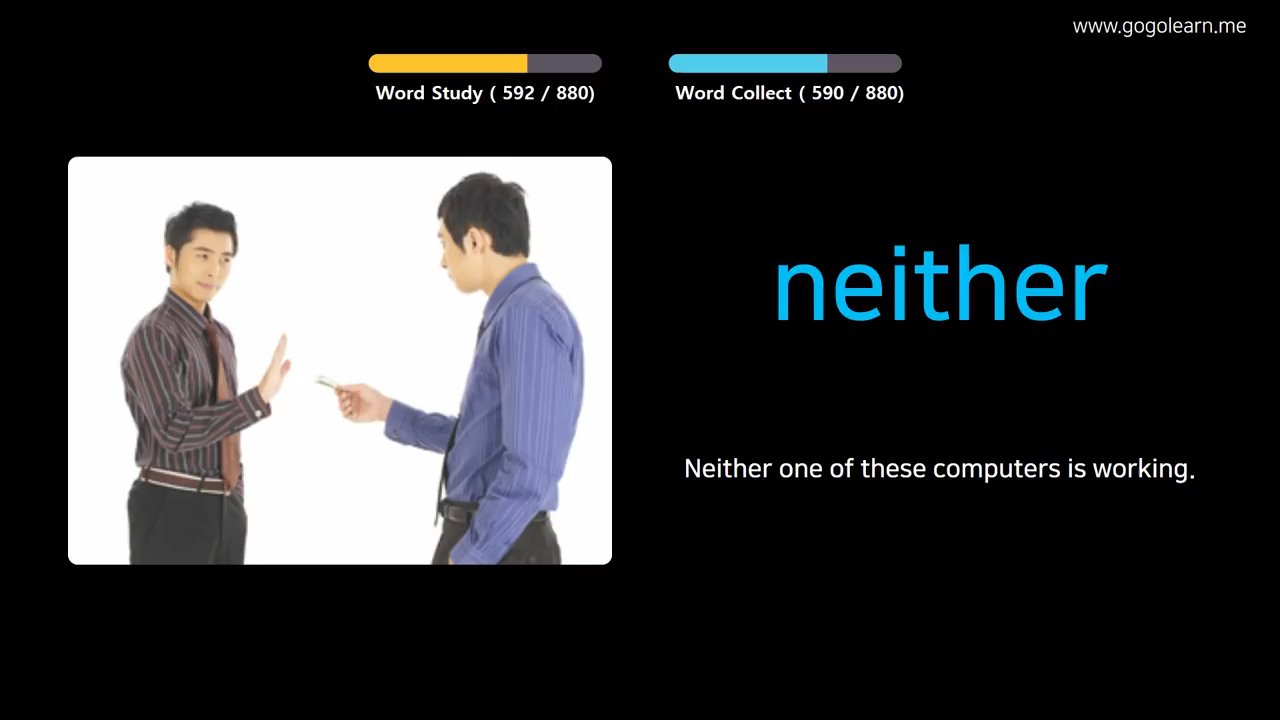 www.gogolearn.me
Word Study ( 592 / 880)
Word Collect ( 590 / 880)
neither
Neither one of these computers is working.